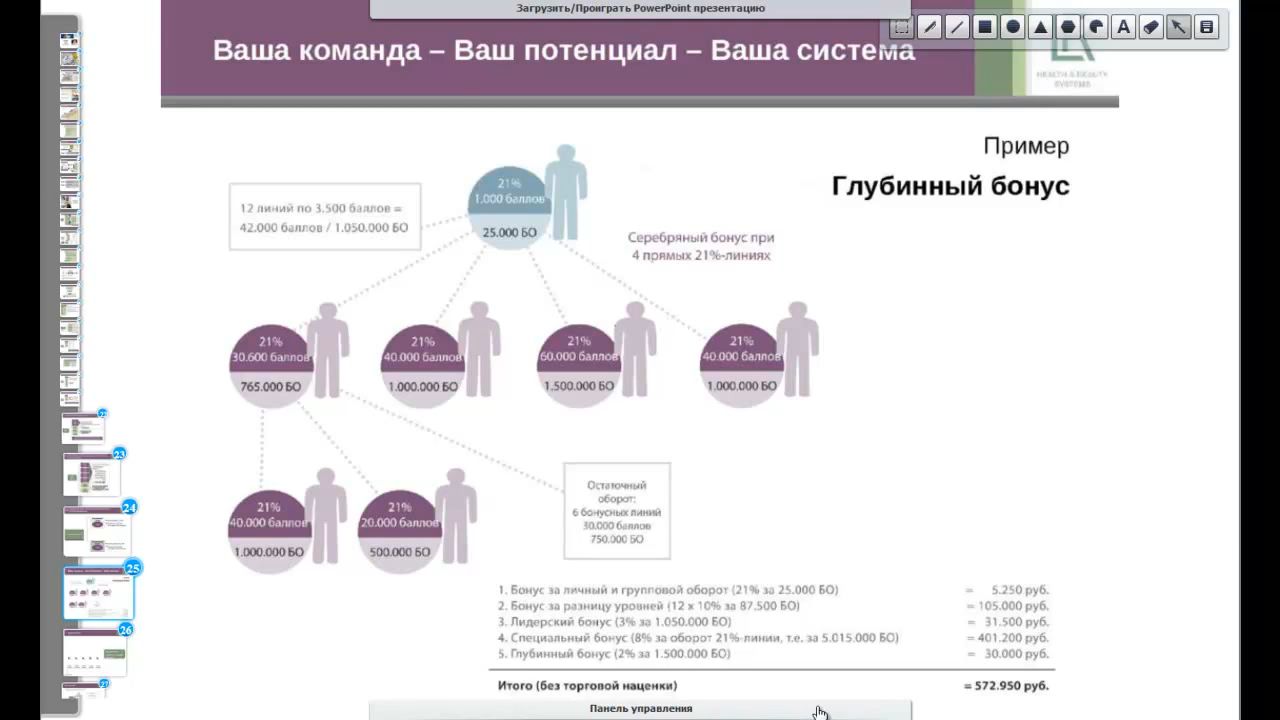 Загрузить/Проиграть PowerPoint презентацию
Ваша команда – Ваш потенциал – Ваша система
A
HEALTH & BEAUTY
SYSTEMS
Пример
Глубинный бонус
21%
1.000 баллов
25.000 БО
12 линий по 3.500 баллов =
42.000 баллов / 1.050.000 БО
Серебряный бонус при
4 прямых 21%-линиях
21%
30.600 баллов
765.000 БО
21%
40.000 баллов
1.000.000 БО
21%
60.000 баллов
1.500.000 БО
21%
40.000 баллов
1.000.000 БО
21%
40.000 баллов
1.000.000 БО
21%
20.000 баллов
500.000 БО
Остаточный
оборот:
6 бонусных линий
30.000 баллов
750.000 БО
1. Бонус за личный и групповой оборот (21% за 25.000 БО) = 5.250 руб.
2. Бонус за разницу уровней (12 x 10% за 87.500 БО) = 105.000 руб.
3. Лидерский бонус (3% за 1.050.000 БО) = 31.500 руб.
4. Специальный бонус (8% за оборот 21%-линии, т.е. за 5.015.000 БО) = 401.200 руб.
5. Глубинный бонус (2% за 1.500.000 БО) = 30.000 руб.
Итого (без торговой наценки) = 572.950 руб.
Панель управления
22
23
24
25
26
27